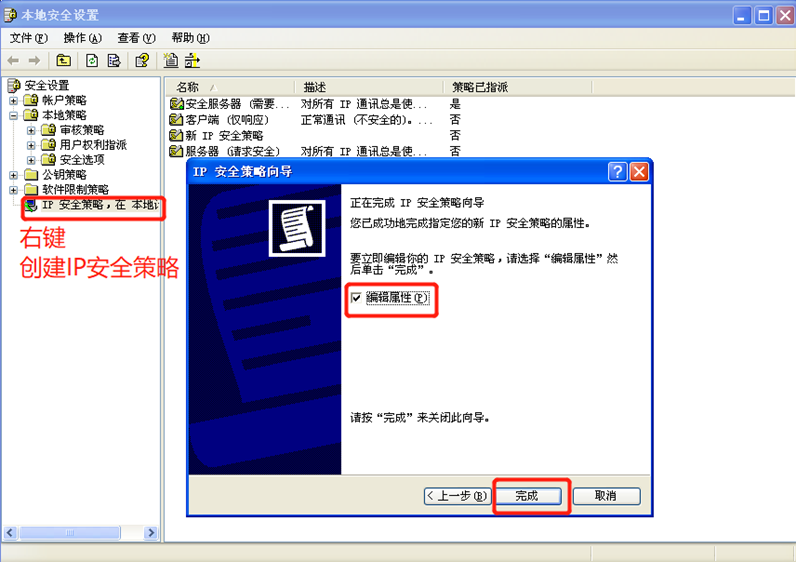 本地安全设置
文件(F) 操作(A) 查看(V) 帮助(H)
安全设置
帐户策略
本地策略
审核策略
用户权利指派
安全选项
公钥策略
软件限制策略
IP 安全策略，在 本地计
右键
创建IP安全策略
名称 描述 策略已指派
安全服务器 (需要... 对所有 IP 通讯总是使... 是
客户端 (仅响应) 正常通讯 (不安全的)。... 否
新 IP 安全策略 否
服务器 (请求安全) 对所有 IP 通讯总是使... 否
IP 安全策略向导
正在完成 IP 安全策略向导
您已成功地完成指定您的新 IP 安全策略的属性。
要立即编辑你的 IP 安全策略，请选择“编辑属性”然
后单击“完成”。
编辑属性(P)
请按“完成”来关闭此向导。
< 上一步(B) 完成 取消